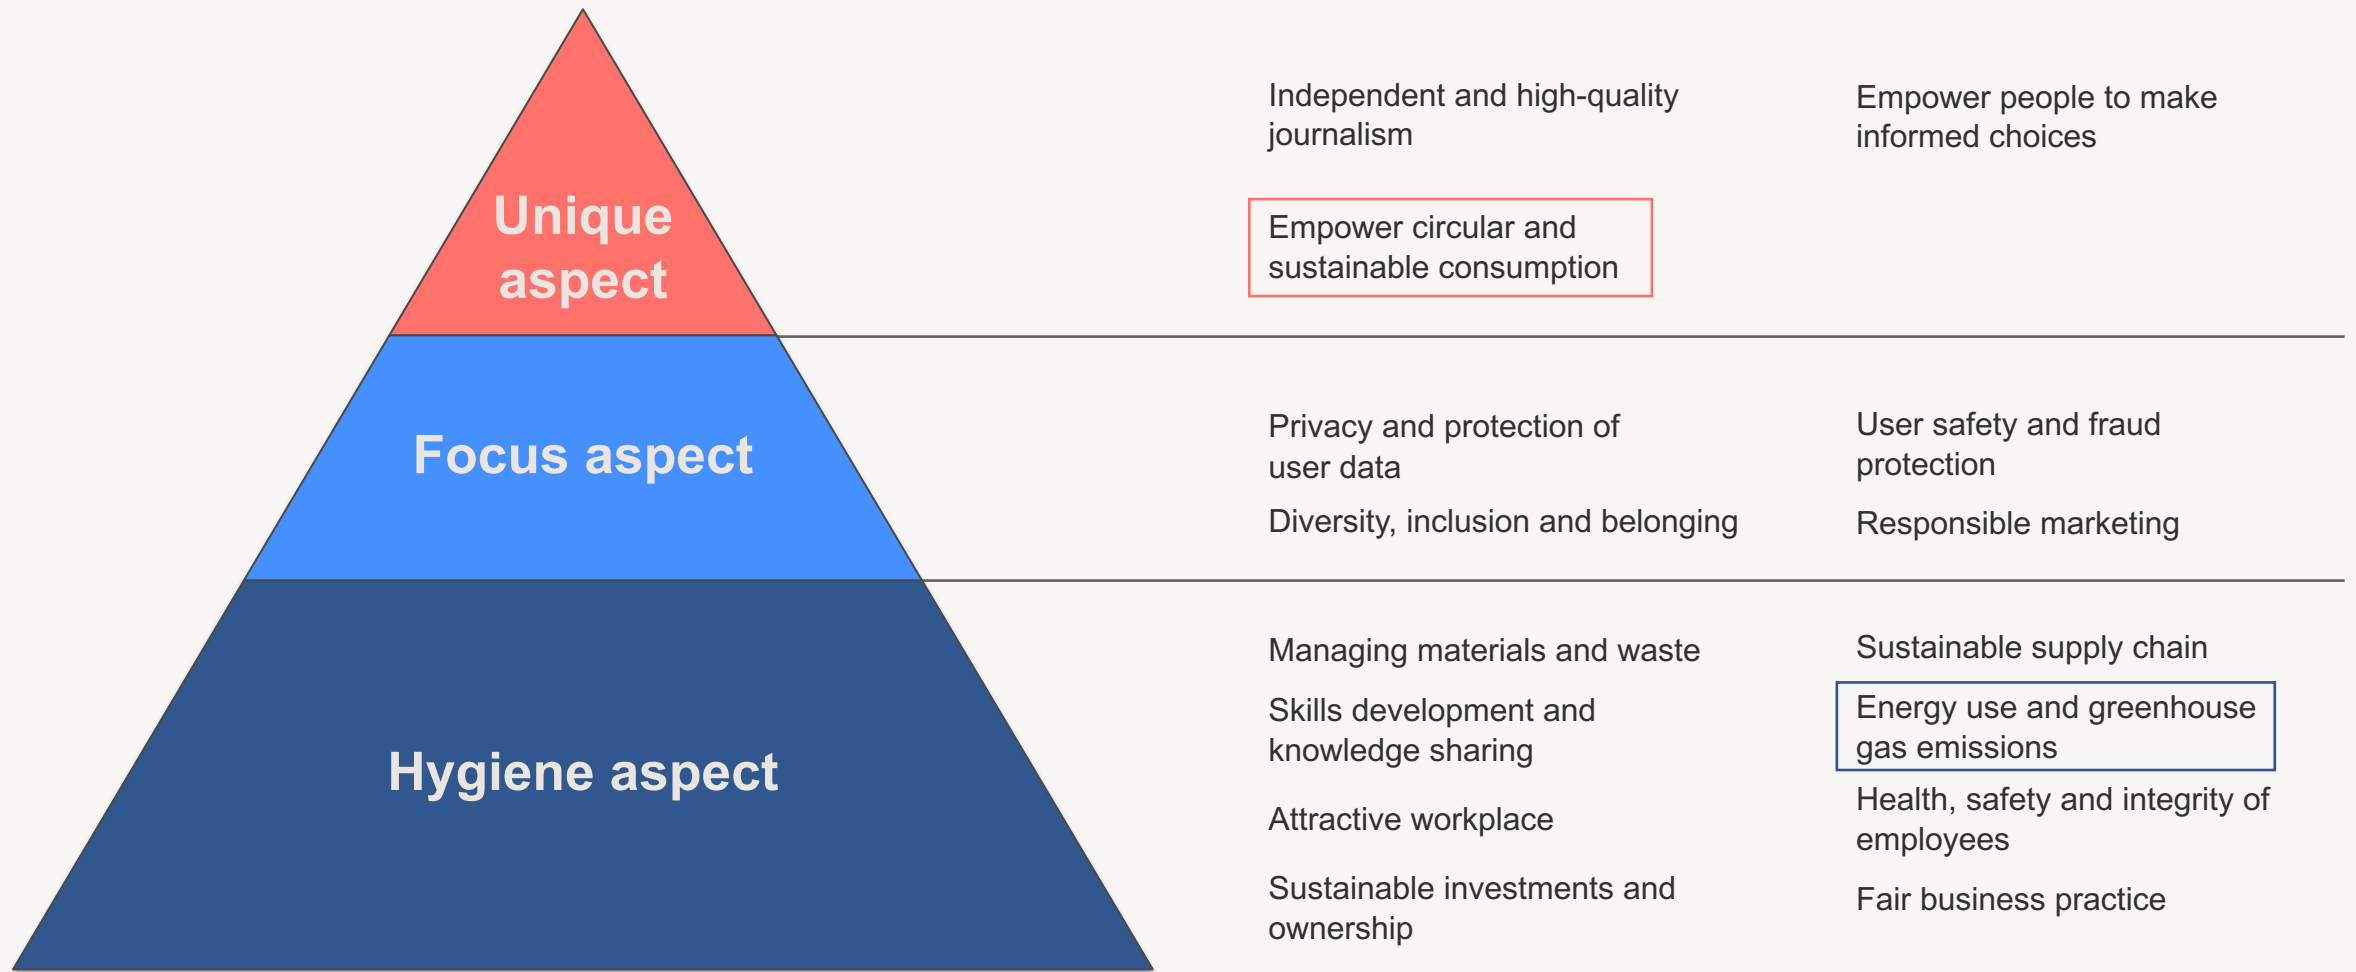 Unique
aspect
Independent and high-quality
journalism
Empower people to make
informed choices
Empower circular and
sustainable consumption
Focus aspect
Privacy and protection of
user data
User safety and fraud
protection
Diversity, inclusion and belonging
Responsible marketing
Hygiene aspect
Managing materials and waste
Sustainable supply chain
Skills development and
knowledge sharing
Energy use and greenhouse
gas emissions
Attractive workplace
Health, safety and integrity of
employees
Sustainable investments and
ownership
Fair business practice